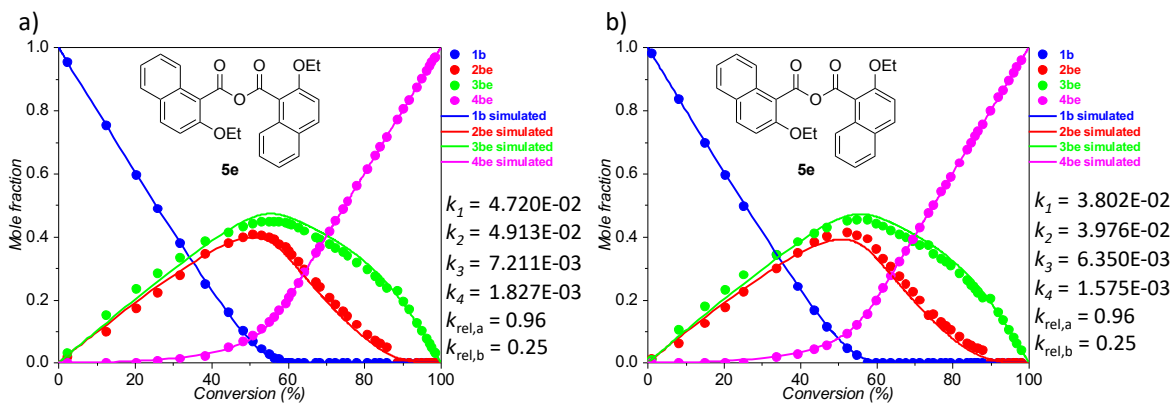 a)
1.0
0.8
0.6
0.4
0.2
0.0
Mole fraction
0
20
40
60
80
100
Conversion (%)
O
O
O
OEt
OEt
5e
1b
2be
3be
4be
1b simulated
2be simulated
3be simulated
4be simulated
k1 = 4.720E-02
k2 = 4.913E-02
k3 = 7.211E-03
k4 = 1.827E-03
krel,a = 0.96
krel,b = 0.25
b)
1.0
0.8
0.6
0.4
0.2
0.0
Mole fraction
0
20
40
60
80
100
Conversion (%)
O
O
O
OEt
OEt
5e
1b
2be
3be
4be
1b simulated
2be simulated
3be simulated
4be simulated
k1 = 3.802E-02
k2 = 3.976E-02
k3 = 6.350E-03
k4 = 1.575E-03
krel,a = 0.96
krel,b = 0.25